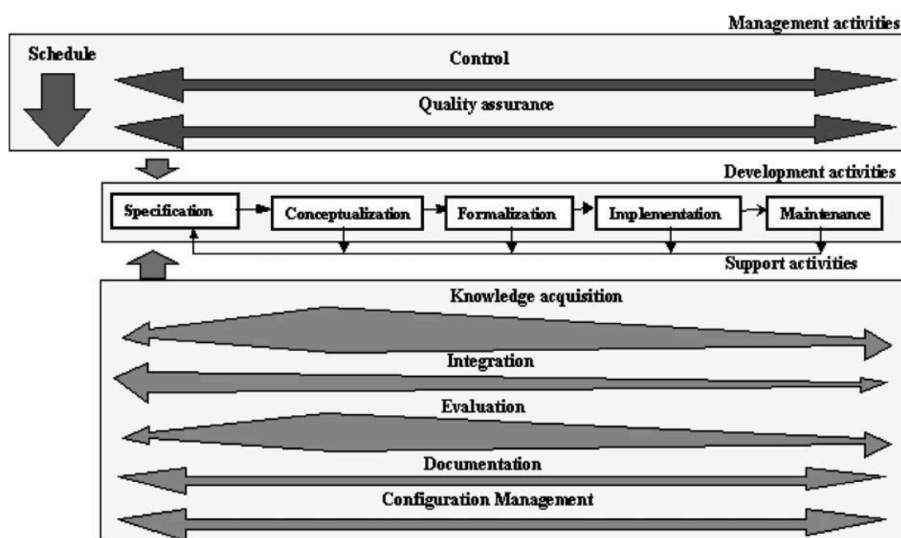 Management activities
Schedule
Control
Quality assurance
Development activities
Specification
Conceptualization
Formalization
Implementation
Maintenance
Support activities
Knowledge acquisition
Integration
Evaluation
Documentation
Configuration Management